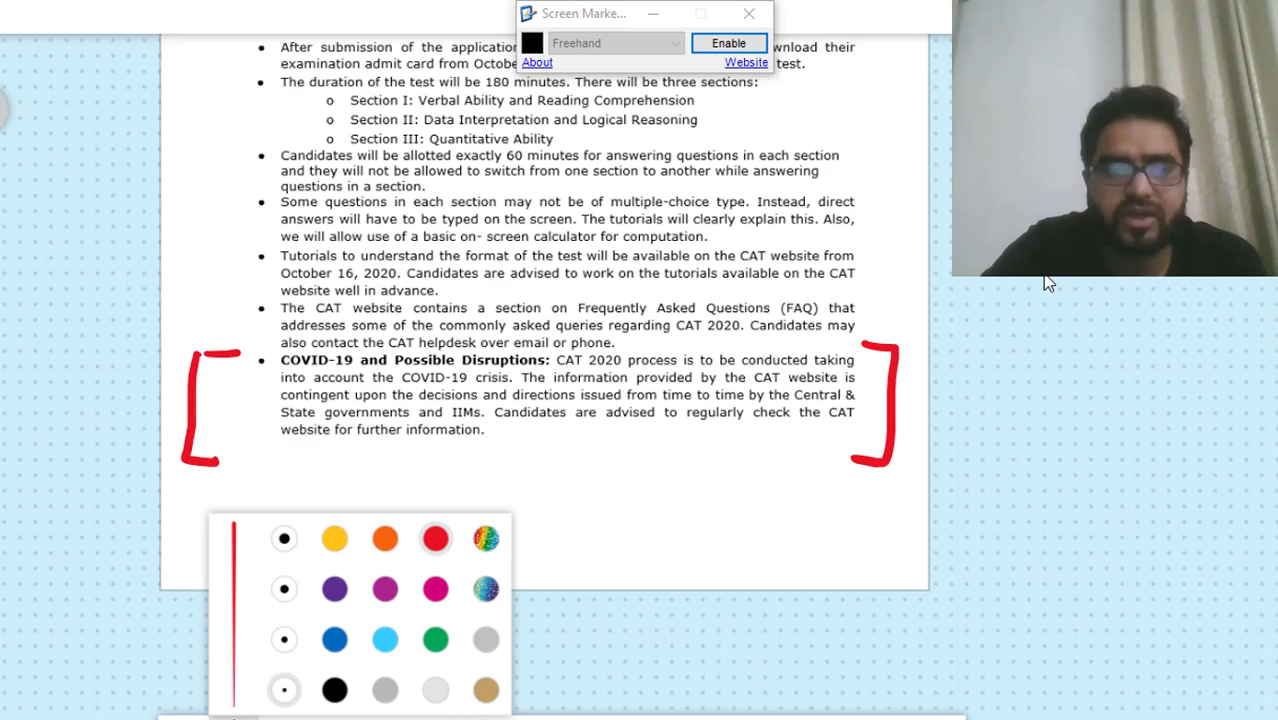 Screen Marke...
Freehand
Enable
About
Website
After submission of the application
wnload their
examination admit card from Octobe
test.
The duration of the test will be 180 minutes. There will be three sections:
o Section I: Verbal Ability and Reading Comprehension
o Section II: Data Interpretation and Logical Reasoning
o Section III: Quantitative Ability
Candidates will be allotted exactly 60 minutes for answering questions in each section
and they will not be allowed to switch from one section to another while answering
questions in a section.
Some questions in each section may not be of multiple-choice type. Instead, direct
answers will have to be typed on the screen. The tutorials will clearly explain this. Also,
we will allow use of a basic on- screen calculator for computation.
Tutorials to understand the format of the test will be available on the CAT website from
October 16, 2020. Candidates are advised to work on the tutorials available on the CAT
website well in advance.
The CAT website contains a section on Frequently Asked Questions (FAQ) that
addresses some of the commonly asked queries regarding CAT 2020. Candidates may
also contact the CAT helpdesk over email or phone.
COVID-19 and Possible Disruptions: CAT 2020 process is to be conducted taking
into account the COVID-19 crisis. The information provided by the CAT website is
contingent upon the decisions and directions issued from time to time by the Central &
State governments and IIMs. Candidates are advised to regularly check the CAT
website for further information.